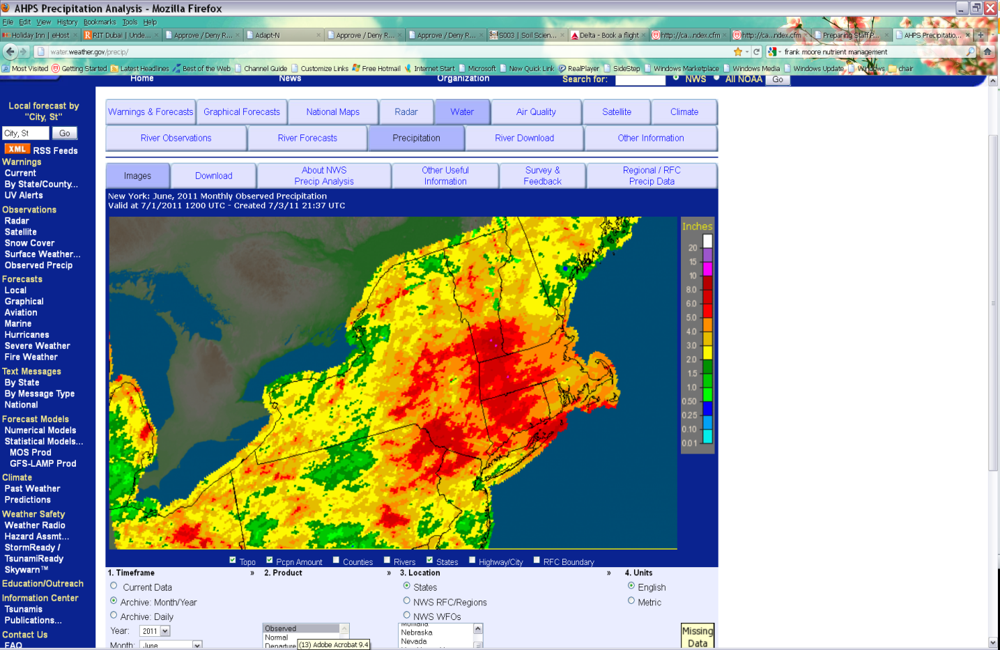 AHPS Precipitation Analysis - Mozilla Firefox
File Edit View History Bookmarks Tools Help
Holiday Inn | eHost
RIT Dubai | Unde...
Approve / Deny R...
Adapt-N
Approve / Deny R...
Approve / Deny R...
S003 | Soil Scien...
Delta - Book a flight
http://ca...ndex.cfm
http://ca...ndex.cfm
Preparing Staff P...
AHPS Precipitatio...
water.weather.gov/precip/
frank moore nutrient management
Most Visited Getting Started Latest Headlines Best of the Web Channel Guide Customize Links Free Hotmail Internet Start Microsoft New Quick Link RealPlayer SideStep Windows Marketplace Windows Media Windows Update Windows chair
Home News Organization Search for: NWS All NOAA Go
Local forecast by
"City, St"
City, St Go
XML RSS Feeds
Warnings
Current
By State/County...
UV Alerts
Observations
Radar
Satellite
Snow Cover
Surface Weather...
Observed Precip
Forecasts
Local
Graphical
Aviation
Marine
Hurricanes
Severe Weather
Fire Weather
Text Messages
By State
By Message Type
National
Forecast Models
Numerical Models
Statistical Models...
MOS Prod
GFS-LAMP Prod
Climate
Past Weather
Predictions
Weather Safety
Weather Radio
Hazard Assmt...
StormReady /
TsunamiReady
Skywarn™
Education/Outreach
Information Center
Tsunamis
Publications...
Contact Us
FAQ
Warnings & Forecasts Graphical Forecasts National Maps Radar Water Air Quality Satellite Climate
River Observations River Forecasts Precipitation River Download Other Information
Images
Download
About NWS
Precip Analysis
Other Useful
Information
Survey &
Feedback
Regional / RFC
Precip Data
New York: June, 2011 Monthly Observed Precipitation
Valid at 7/1/2011 1200 UTC - Created 7/3/11 21:37 UTC
Inches
20
15
10
8.0
6.0
5.0
4.0
3.0
2.0
1.5
1.0
0.50
0.25
0.10
0.01
Topo Pcpn Amount Counties Rivers States Highway/City RFC Boundary
1. Timeframe » 2. Product » 3. Location » 4. Units
Current Data
Archive: Month/Year
Archive: Daily
Year: 2011
Month: June
Observed
Normal
Departure
(13) Adobe Acrobat 9.4
States
NWS RFC/Regions
NWS WFOs
Montana
Nebraska
Nevada
English
Metric
Missing
Data